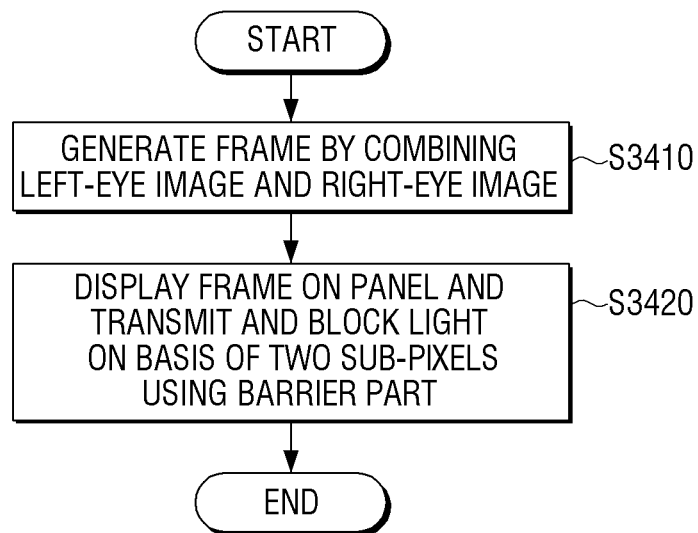 START
GENERATE FRAME BY COMBINING
LEFT-EYE IMAGE AND RIGHT-EYE IMAGE
S3410
DISPLAY FRAME ON PANEL AND
TRANSMIT AND BLOCK LIGHT
ON BASIS OF TWO SUB-PIXELS
USING BARRIER PART
S3420
END